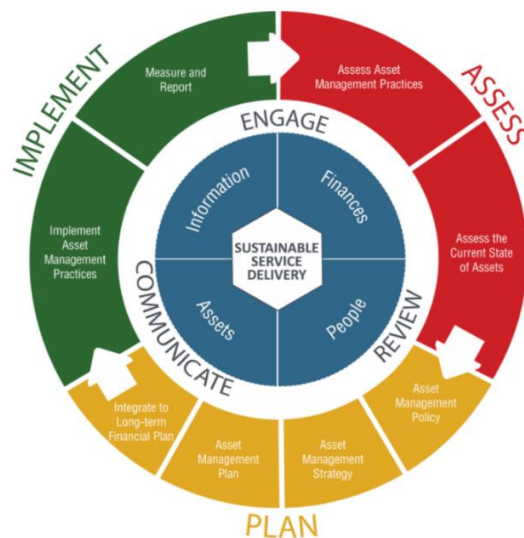 IMPLEMENT
ASSESS
PLAN
Measure and
Report
Assess Asset
Management Practices
Assess the
Current State
of Assets
Asset
Management
Policy
Asset
Management
Strategy
Asset
Management
Plan
Integrate to
Long-term
Financial Plan
Implement
Asset
Management
Practices
ENGAGE
REVIEW
COMMUNICATE
Information
Finances
People
Assets
SUSTAINABLE
SERVICE
DELIVERY